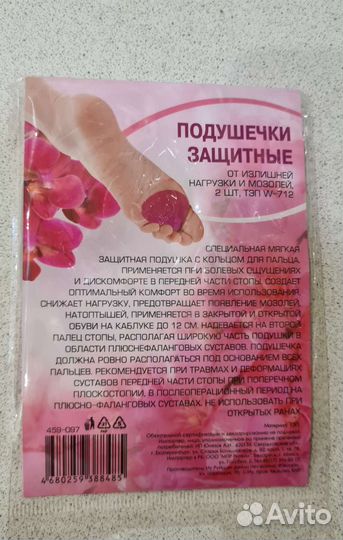 ПОДУШЕЧКИ
ЗАЩИТНЫЕ
ОТ ИЗЛИШНЕЙ
НАГРУЗКИ И МОЗОЛЕЙ,
2 ШТ, ТЭП W-712
СПЕЦИАЛЬНАЯ МЯГКАЯ
ЗАЩИТНАЯ ПОДУШКА С КОЛЬЦОМ ДЛЯ ПАЛЬЦА.
ПРИМЕНЯЕТСЯ ПРИ БОЛЕВЫХ ОЩУЩЕНИЯХ
И ДИСКОМФОРТЕ В ПЕРЕДНЕЙ ЧАСТИ СТОПЫ. СОЗДАЕТ
ОПТИМАЛЬНЫЙ КОМФОРТ ВО ВРЕМЯ ИСПОЛЬЗОВАНИЯ,
СНИЖАЕТ НАГРУЗКУ, ПРЕДОТВРАЩАЕТ ПОЯВЛЕНИЕ МОЗОЛЕЙ,
НАТОПТЫШЕЙ, ПРИМЕНЯЕТСЯ В ЗАКРЫТОЙ И ОТКРЫТОЙ
ОБУВИ НА КАБЛУКЕ ДО 12 СМ. НАДЕВАЕТСЯ НА ВТОРОЙ
ПАЛЕЦ СТОПЫ, РАСПОЛАГАЯ ШИРОКУЮ ЧАСТЬ ПОДУШКИ В
ОБЛАСТИ ПЛЮСНЕФАЛАНГОВЫХ СУСТАВОВ. ПОДУШЕЧКА
ДОЛЖНА РОВНО РАСПОЛАГАТЬСЯ ПОД ОСНОВАНИЕМ ВСЕХ
ПАЛЬЦЕВ. РЕКОМЕНДУЕТСЯ ПРИ ТРАВМАХ И ДЕФОРМАЦИЯХ
СУСТАВОВ ПЕРЕДНЕЙ ЧАСТИ СТОПЫ ПРИ ПОПЕРЕЧНОМ
ПЛОСКОСТОПИИ, В ПОСЛЕОПЕРАЦИОННЫЙ ПЕРИОД НА
ПЛЮСНО-ФАЛАНГОВЫХ СУСТАВАХ. НЕ ИСПОЛЬЗОВАТЬ ПРИ
ОТКРЫТЫХ РАНАХ
459-097
Материал: ТЭП
4680259388485
Avito